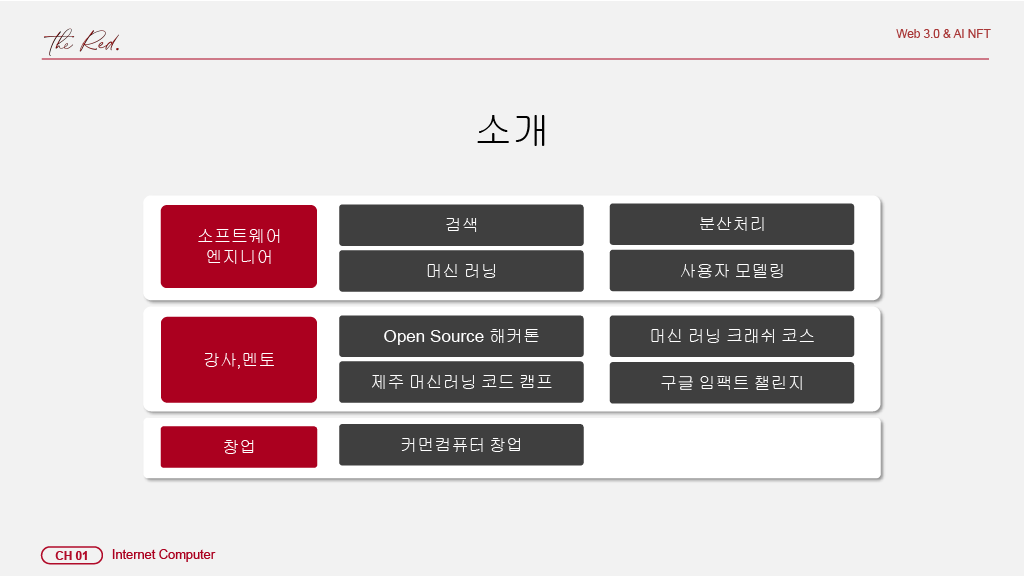 The Red.
Web 3.0 & AI NFT
소개
소프트웨어
엔지니어
검색
분산처리
머신 러닝
사용자 모델링
강사,멘토
Open Source 해커톤
머신 러닝 크래쉬 코스
제주 머신러닝 코드 캠프
구글 임팩트 챌린지
창업
커먼컴퓨터 창업
CH 01
Internet Computer